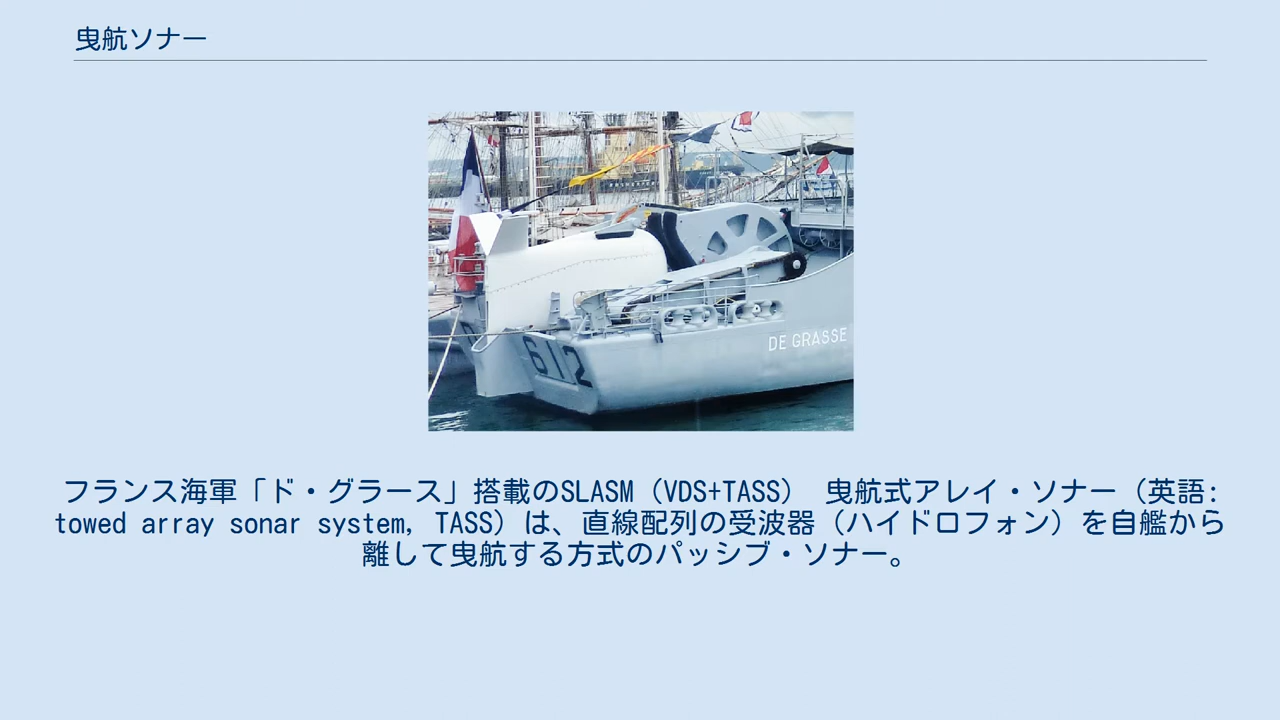 曳航ソナー
612
DE GRASSE
フランス海軍「ド・グラース」搭載のSLASM（VDS+TASS） 曳航式アレイ・ソナー（英語:
towed array sonar system, TASS）は、直線配列の受波器（ハイドロフォン）を自艦から
離して曳航する方式のパッシブ・ソナー。